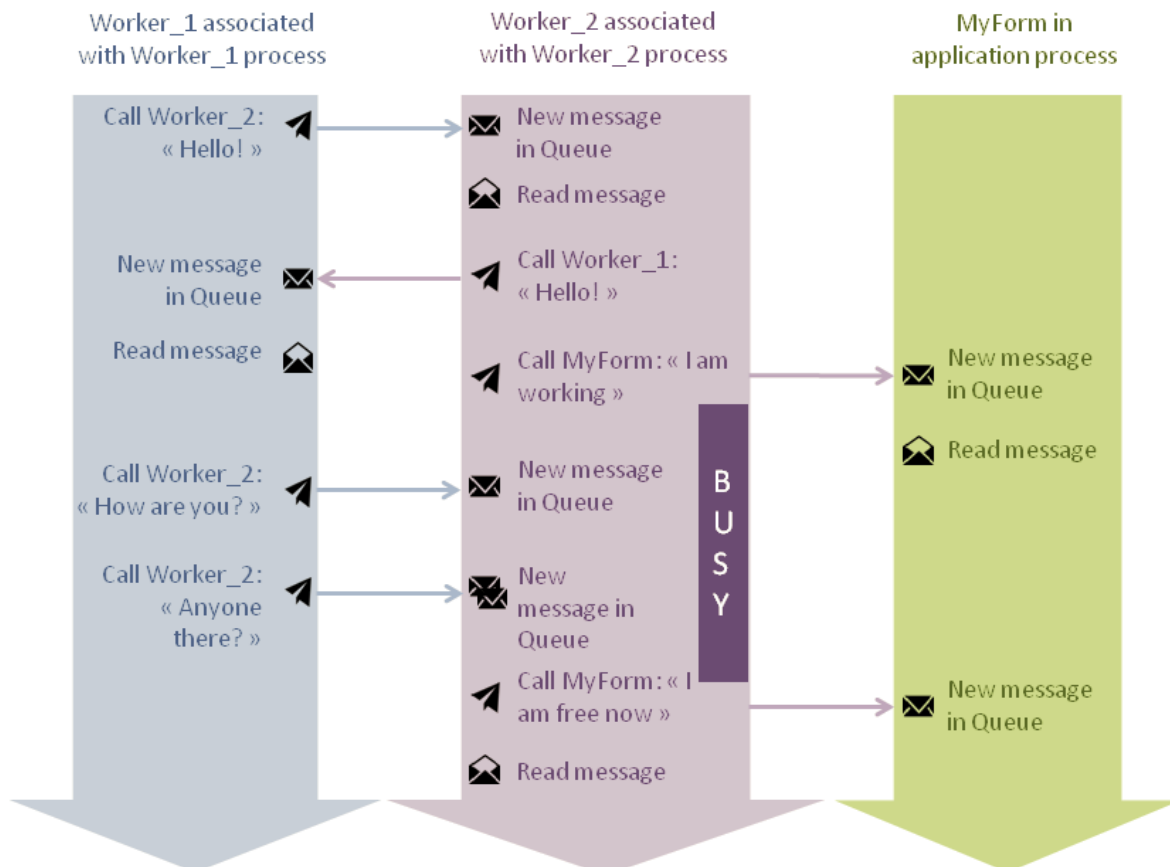 Worker_1 associated
with Worker_1 process
Worker_2 associated
with Worker_2 process
MyForm in
application process
Call Worker_2:
« Hello! »
New message
in Queue
Read message
New message
in Queue
Call Worker_1:
« Hello! »
Read message
Call MyForm: « I am
working »
New message
in Queue
Read message
BUSY
Call Worker_2:
« How are you? »
New message
in Queue
Call Worker_2:
« Anyone
there? »
New
message in
Queue
Call MyForm: « I
am free now »
New message
in Queue
Read message